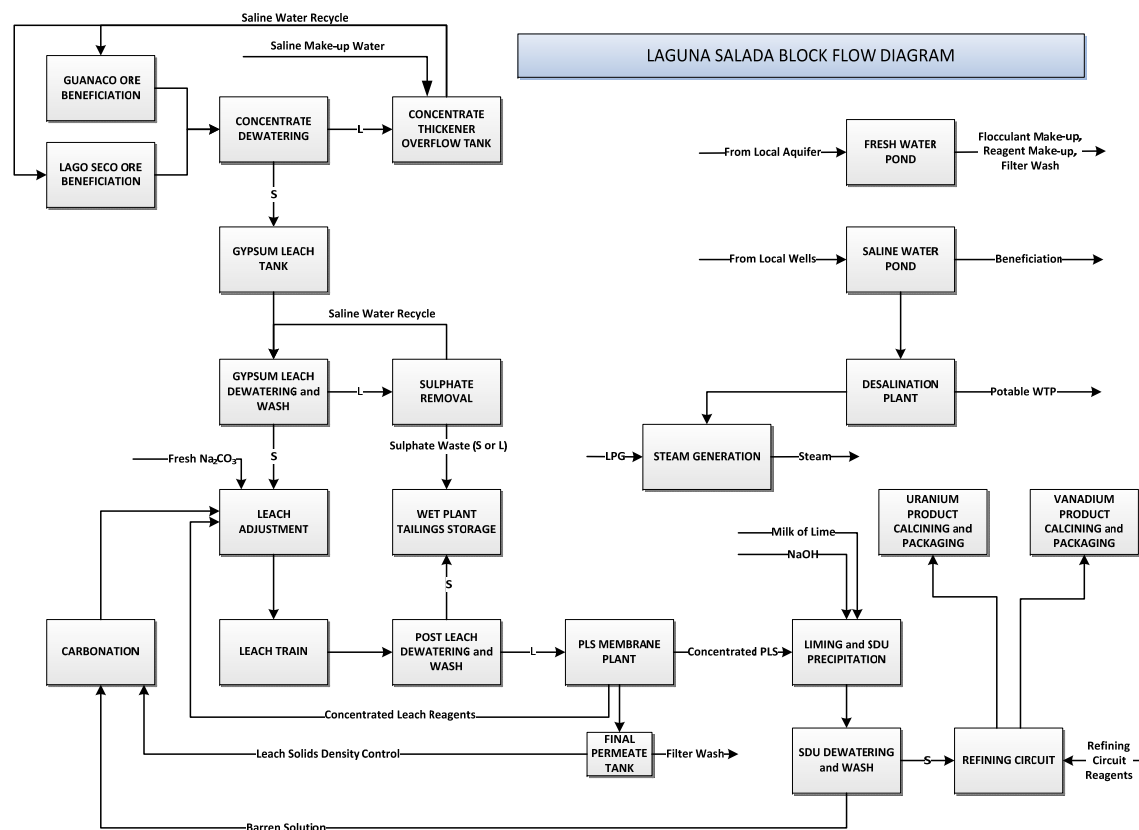 Saline Water Recycle
Saline Make-up Water
LAGUNA SALADA BLOCK FLOW DIAGRAM
GUANACO ORE
BENEFICIATION
CONCENTRATE
DEWATERING
L
CONCENTRATE
THICKENER
OVERFLOW TANK
LAGO SECO ORE
BENEFICIATION
From Local Aquifer
FRESH WATER
POND
Flocculant Make-up,
Reagent Make-up,
Filter Wash
S
GYPSUM LEACH
TANK
From Local Wells
SALINE WATER
POND
Beneficiation
Saline Water Recycle
GYPSUM LEACH
DEWATERING and
WASH
L
SULPHATE
REMOVAL
DESALINATION
PLANT
Potable WTP
Sulphate Waste (S or L)
S
Fresh Na₂CO₃
LPG
STEAM GENERATION
Steam
LEACH
ADJUSTMENT
WET PLANT
TAILINGS STORAGE
URANIUM
PRODUCT
CALCINING and
PACKAGING
VANADIUM
PRODUCT
CALCINING and
PACKAGING
Milk of Lime
NaOH
S
CARBONATION
LEACH TRAIN
POST LEACH
DEWATERING and
WASH
L
PLS MEMBRANE
PLANT
Concentrated PLS
LIMING and SDU
PRECIPITATION
Concentrated Leach Reagents
Leach Solids Density Control
FINAL
PERMEATE
TANK
Filter Wash
SDU DEWATERING
and WASH
S
REFINING CIRCUIT
Refining
Circuit
Reagents
Barren Solution